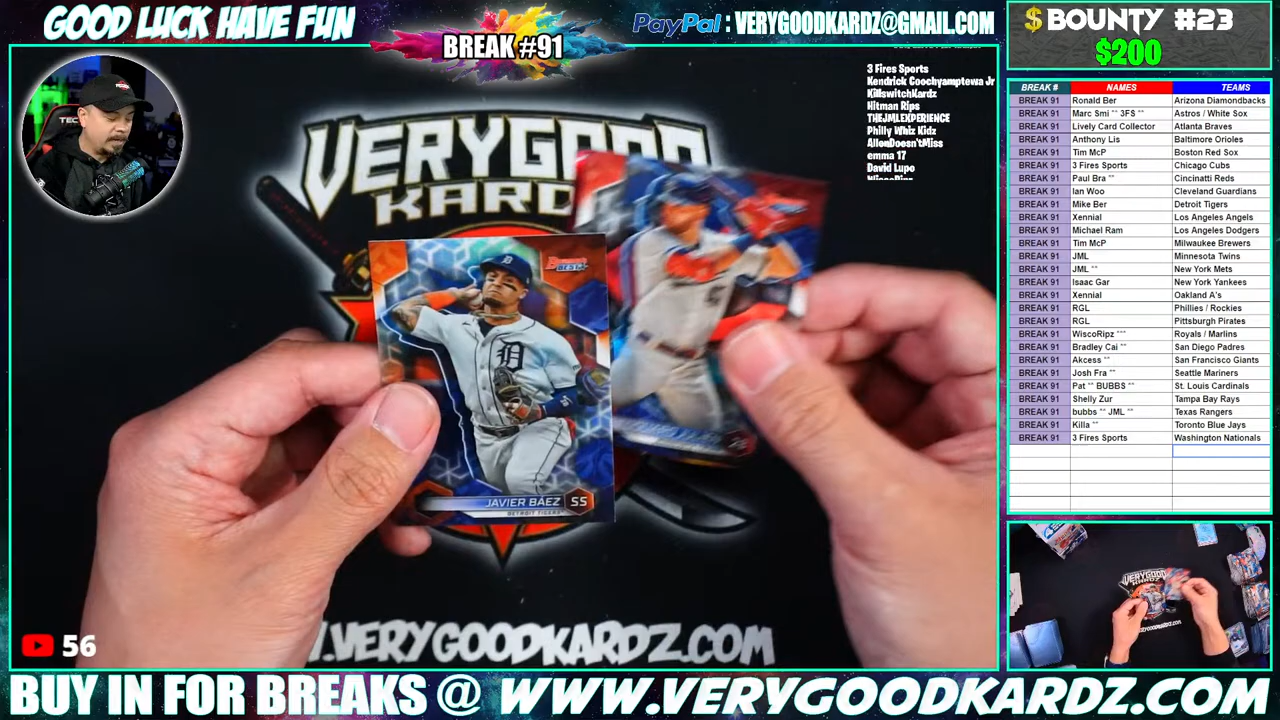 GOOD LUCK HAVE FUN
BREAK #91
PayPal : VERYGOODKARDZ@GMAIL.COM
$ BOUNTY #23
$200
3 Fires Sports
Kendrick Coochyamptewa Jr
KillswitchKardz
Hitman Rips
THEJMLEXPERIENCE
Philly Whiz Kidz
AllenDoesn'tMiss
emma 17
David Lupo
WiscoRipz
BREAK # NAMES TEAMS
BREAK 91 Ronald Ber Arizona Diamondbacks
BREAK 91 Marc Smi ** 3FS ** Astros / White Sox
BREAK 91 Lively Card Collector Atlanta Braves
BREAK 91 Anthony Lis Baltimore Orioles
BREAK 91 Tim McP Boston Red Sox
BREAK 91 3 Fires Sports Chicago Cubs
BREAK 91 Paul Bra ** Cincinatti Reds
BREAK 91 Ian Woo Cleveland Guardians
BREAK 91 Mike Ber Detroit Tigers
BREAK 91 Xennial Los Angeles Angels
BREAK 91 Michael Ram Los Angeles Dodgers
BREAK 91 Tim McP Milwaukee Brewers
BREAK 91 JML Minnesota Twins
BREAK 91 JML ** New York Mets
BREAK 91 Isaac Gar New York Yankees
BREAK 91 Xennial Oakland A's
BREAK 91 RGL Phillies / Rockies
BREAK 91 RGL Pittsburgh Pirates
BREAK 91 WiscoRipz *** Royals / Marlins
BREAK 91 Bradley Cai ** San Diego Padres
BREAK 91 Akcess ** San Francisco Giants
BREAK 91 Josh Fra ** Seattle Mariners
BREAK 91 Pat ** BUBBS ** St. Louis Cardinals
BREAK 91 Shelly Zur Tampa Bay Rays
BREAK 91 bubbs ** JML ** Texas Rangers
BREAK 91 Killa ** Toronto Blue Jays
BREAK 91 3 Fires Sports Washington Nationals
VERYGOOD
KARD
Bowman's
BEST
D
JAVIER BÁEZ SS
DETROIT TIGERS
.VERYGOODKARDZ.COM
56
BUY IN FOR BREAKS @ WWW.VERYGOODKARDZ.COM